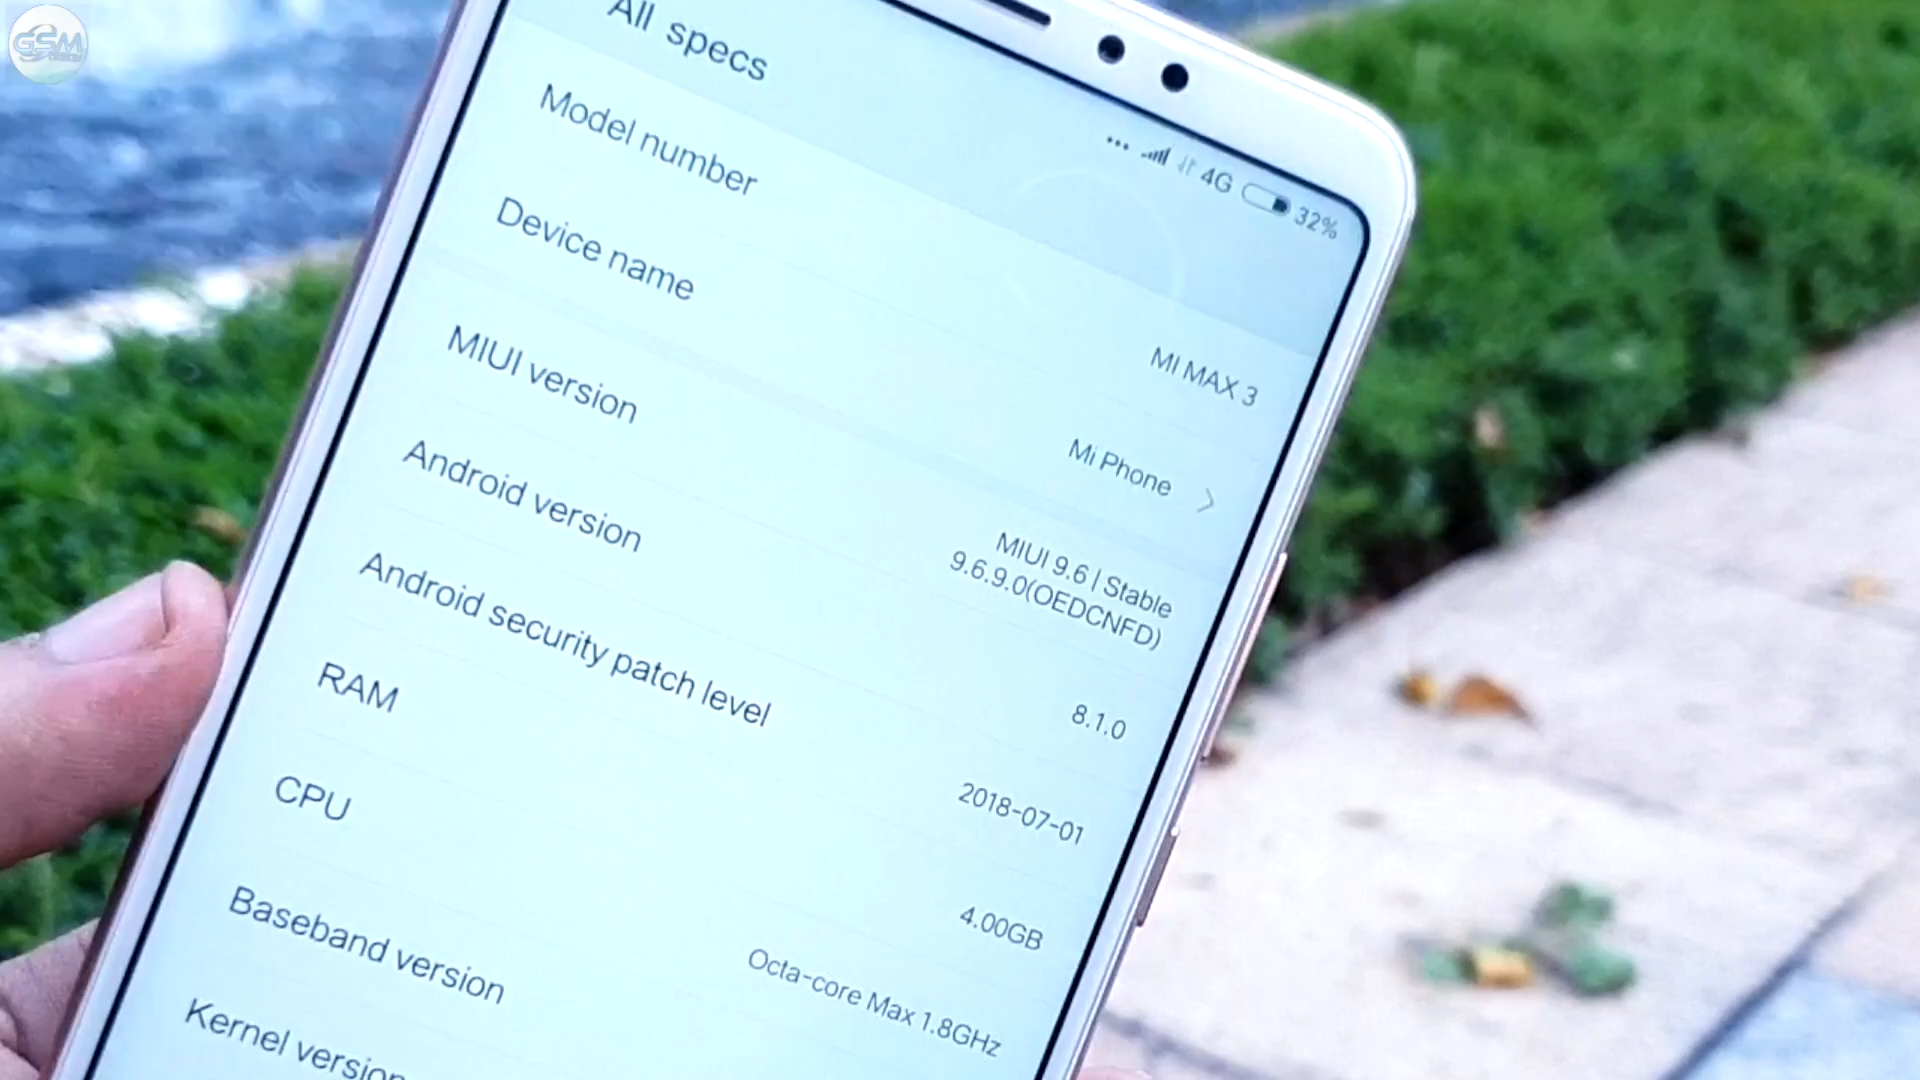 GSM
All specs
4G 32%
Model number
MI MAX 3
Device name
Mi Phone
MIUI version
MIUI 9.6 | Stable
9.6.9.0(OEDCNFD)
Android version
8.1.0
Android security patch level
2018-07-01
RAM
4.00GB
CPU
Octa-core Max 1.8GHz
Baseband version
Kernel version